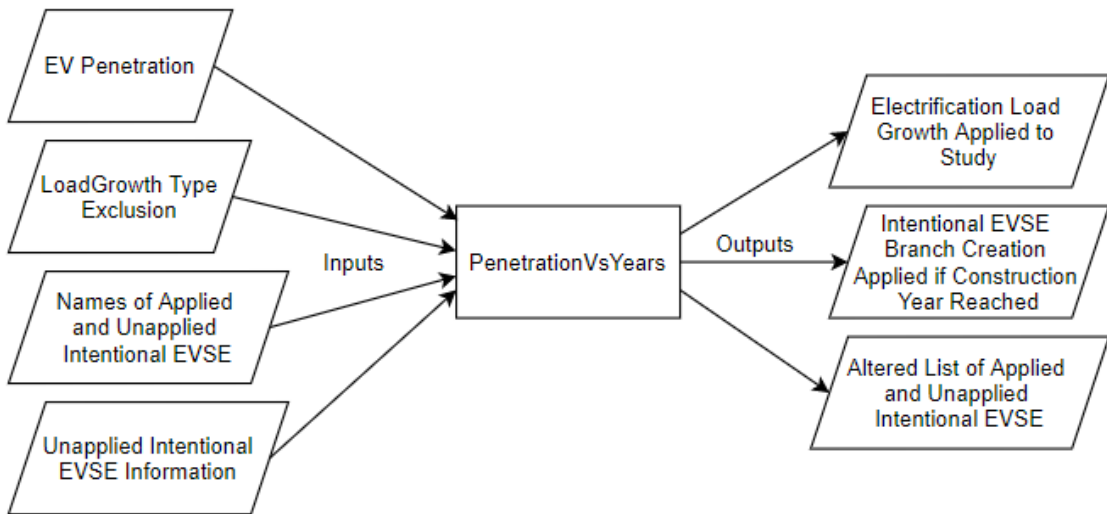 EV Penetration
LoadGrowth Type
Exclusion
Names of Applied
and Unapplied
Intentional EVSE
Unapplied Intentional
EVSE Information
Inputs
PenetrationVsYears
Outputs
Electrification Load
Growth Applied to
Study
Intentional EVSE
Branch Creation
Applied if Construction
Year Reached
Altered List of Applied
and Unapplied
Intentional EVSE